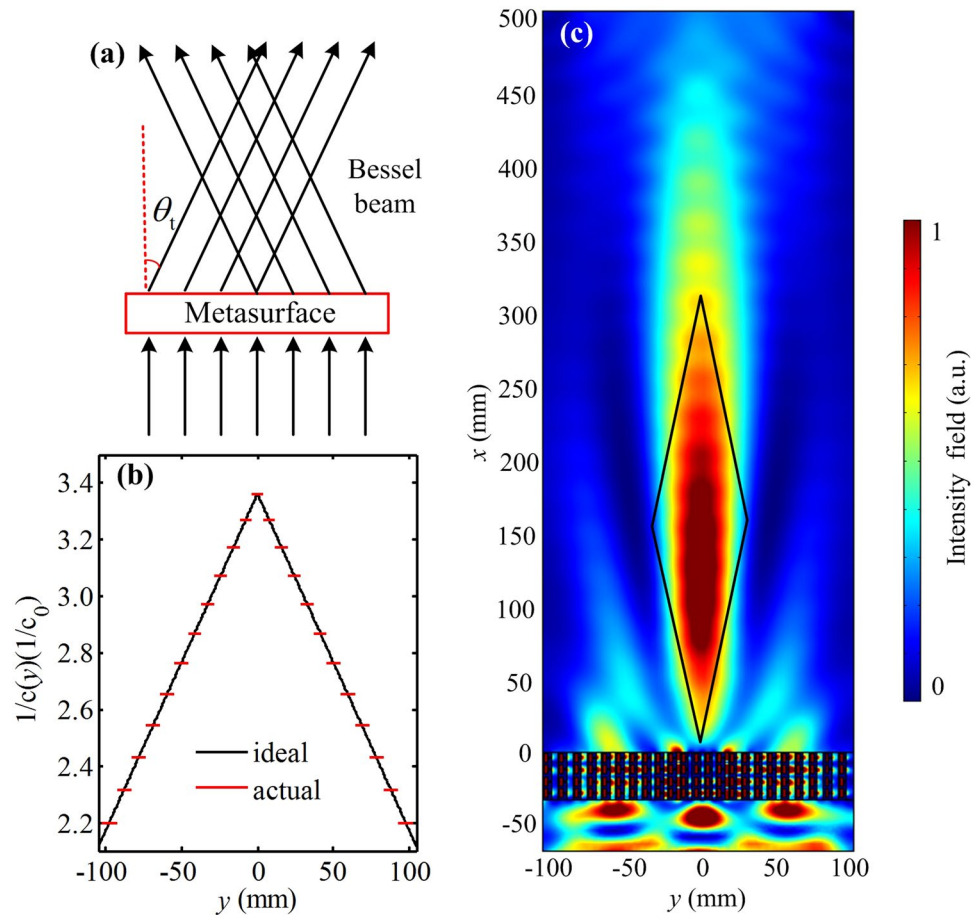 (a)
θt
Bessel
beam
Metasurface
(b)
3.4
3.2
3.0
2.8
2.6
2.4
2.2
1/c(y)(1/c0)
ideal
actual
-100 -50 0 50 100
y (mm)
(c)
500
450
400
350
300
250
200
150
100
50
0
-50
x (mm)
-100 -50 0 50 100
y (mm)
1
0
Intensity field (a.u.)